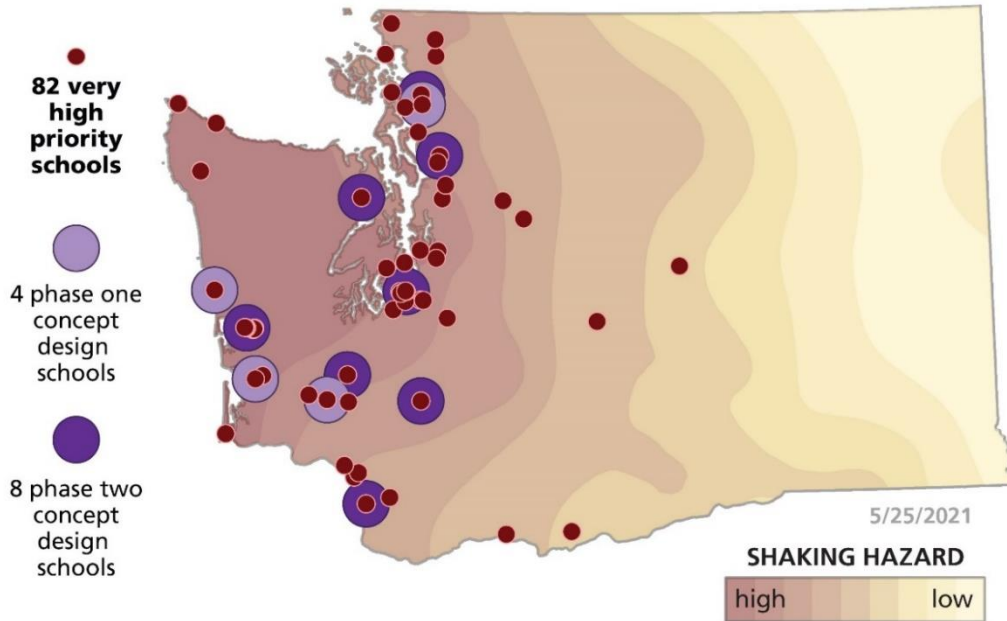 82 very
high
priority
schools
4 phase one
concept
design
schools
8 phase two
concept
design
schools
5/25/2021
SHAKING HAZARD
high low